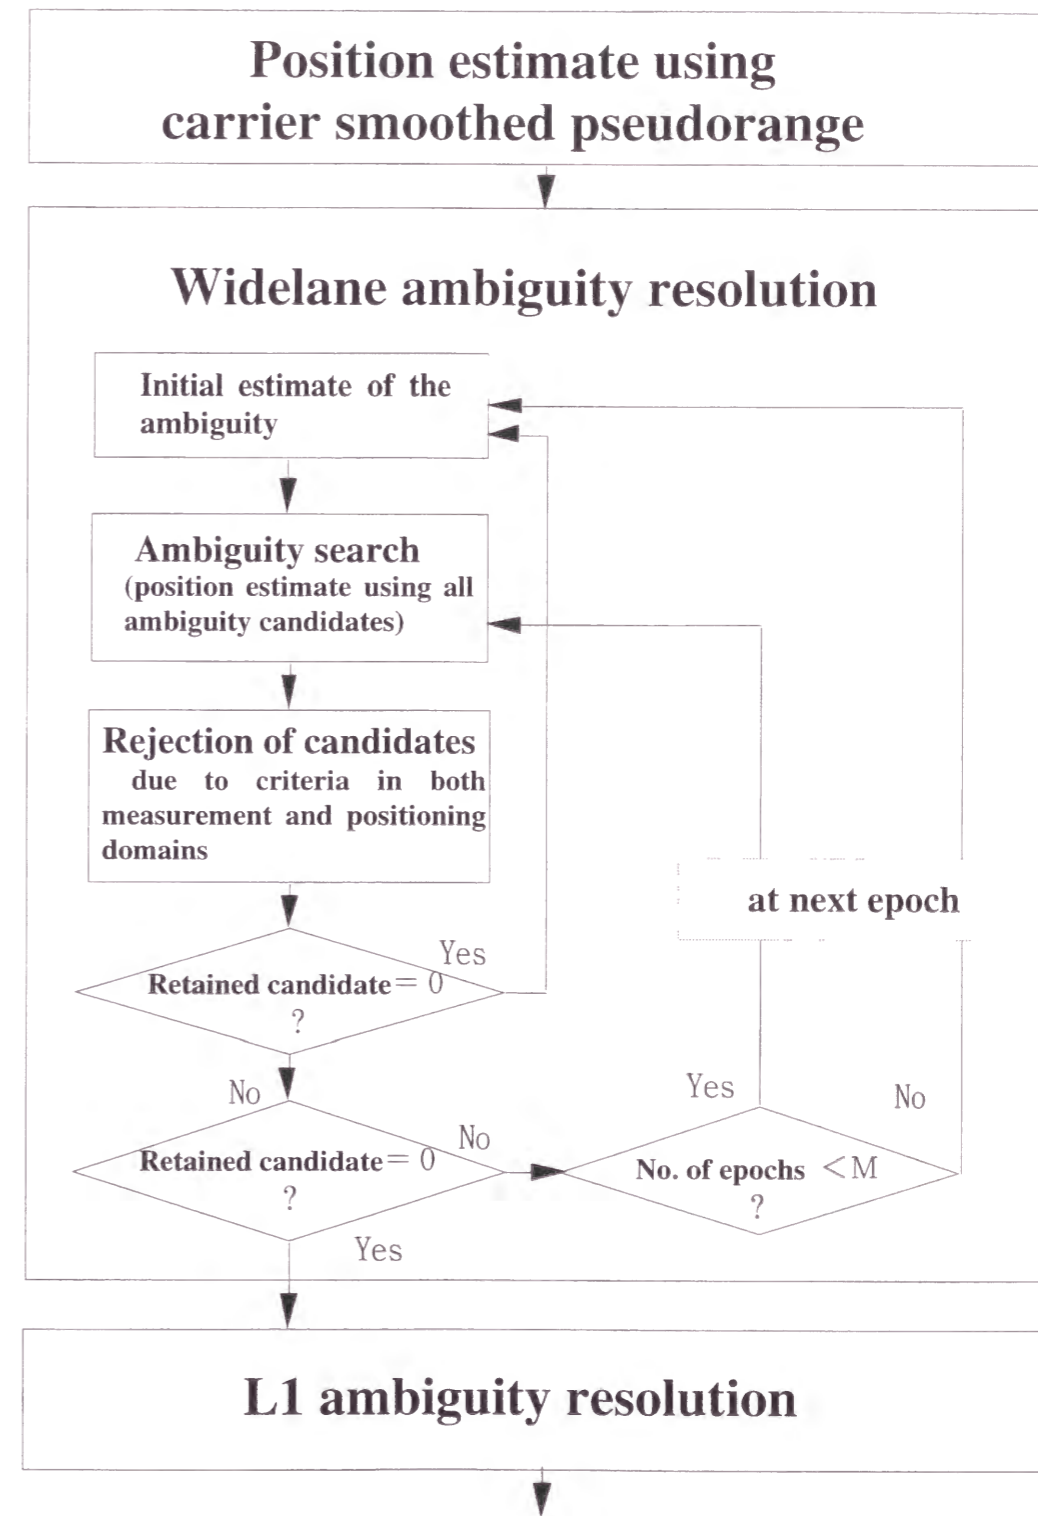 Position estimate using
carrier smoothed pseudorange
Widelane ambiguity resolution
Initial estimate of the
ambiguity
Ambiguity search
(position estimate using all
ambiguity candidates)
Rejection of candidates
due to criteria in both
measurement and positioning
domains
at next epoch
Yes
Retained candidate = 0
?
No
Yes
No
No
Retained candidate = 0
?
No. of epochs <M
?
Yes
L1 ambiguity resolution